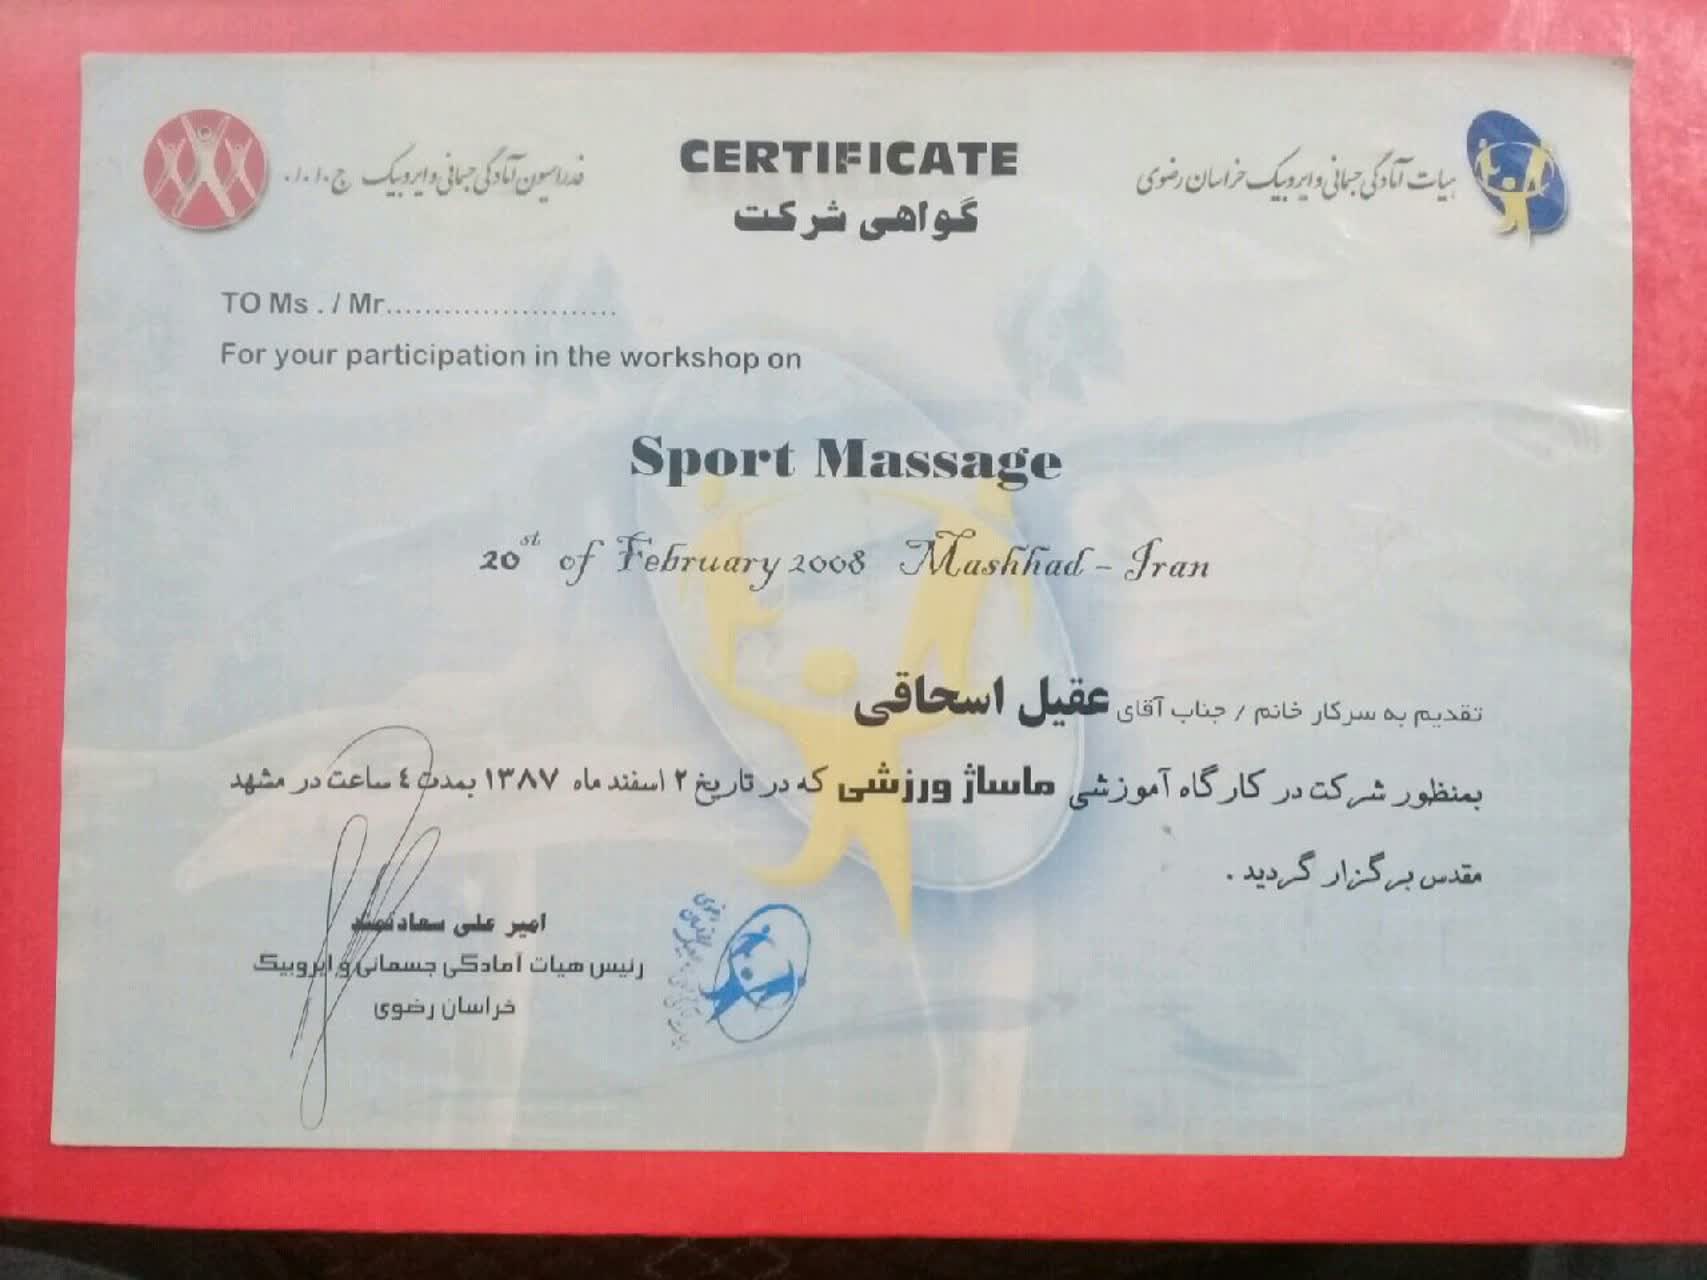 هیات آمادگی جسمانی و ایروبیک خراسان رضوی
CERTIFICATE
فدراسیون آمادگی جسمانی و ایروبیک ج.ا.ا.
گواهی شرکت
TO Ms . / Mr........................
For your participation in the workshop on
Sport Massage
20st of February 2008 Mashhad - Iran
تقدیم به سرکار خانم / جناب آقای عقیل اسحاقی
بمنظور شرکت در کارگاه آموزشی ماساژ ورزشی که در تاریخ ۲ اسفند ماه ۱۳۸۷ بمدت ٤ ساعت در مشهد
مقدس برگزار گردید .
امیر علی سعادتمند
رئیس هیات آمادگی جسمانی و ایروبیک
خراسان رضوی